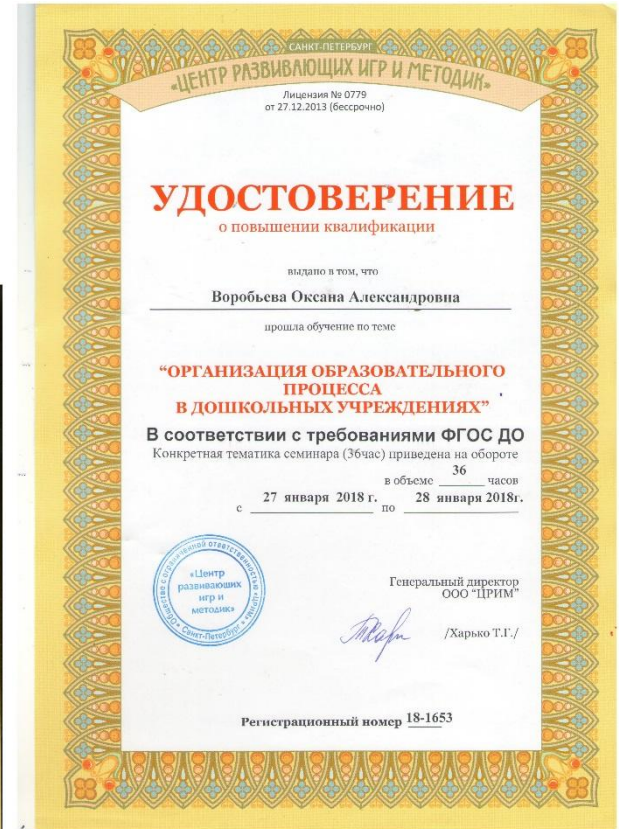 САНКТ-ПЕТЕРБУРГ
«ЦЕНТР РАЗВИВАЮЩИХ ИГР И МЕТОДИК»
Лицензия № 0779
от 27.12.2013 (бессрочно)
УДОСТОВЕРЕНИЕ
о повышении квалификации
выдано в том, что
Воробьева Оксана Александровна
прошла обучение по теме
“ОРГАНИЗАЦИЯ ОБРАЗОВАТЕЛЬНОГО
ПРОЦЕССА
В ДОШКОЛЬНЫХ УЧРЕЖДЕНИЯХ”
В соответствии с требованиями ФГОС ДО
Конкретная тематика семинара (36час) приведена на обороте
в объеме 36 часов
с 27 января 2018 г. по 28 января 2018г.
Общество с ограниченной ответственностью
«Центр
развивающих
игр и
методик»
Санкт-Петербург
Генеральный директор
ООО “ЦРИМ”
/Харько Т.Г./
Регистрационный номер 18-1653